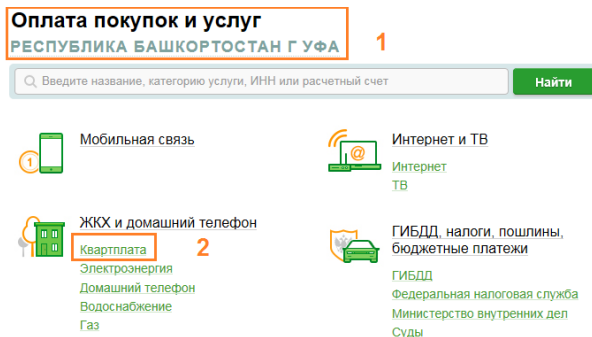 Оплата покупок и услуг
РЕСПУБЛИКА БАШКОРТОСТАН Г УФА
1
Введите название, категорию услуги, ИНН или расчетный счет
Найти
Мобильная связь
1
Интернет и ТВ
@
Интернет
ТВ
ЖКХ и домашний телефон
Квартплата
2
Электроэнергия
Домашний телефон
Водоснабжение
Газ
ГИБДД, налоги, пошлины,
бюджетные платежи
ГИБДД
Федеральная налоговая служба
Министерство внутренних дел
Суды